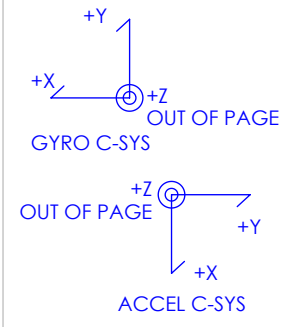 +Y
+X
+Z
OUT OF PAGE
GYRO C-SYS
+Z
OUT OF PAGE
+Y
+X
ACCEL C-SYS